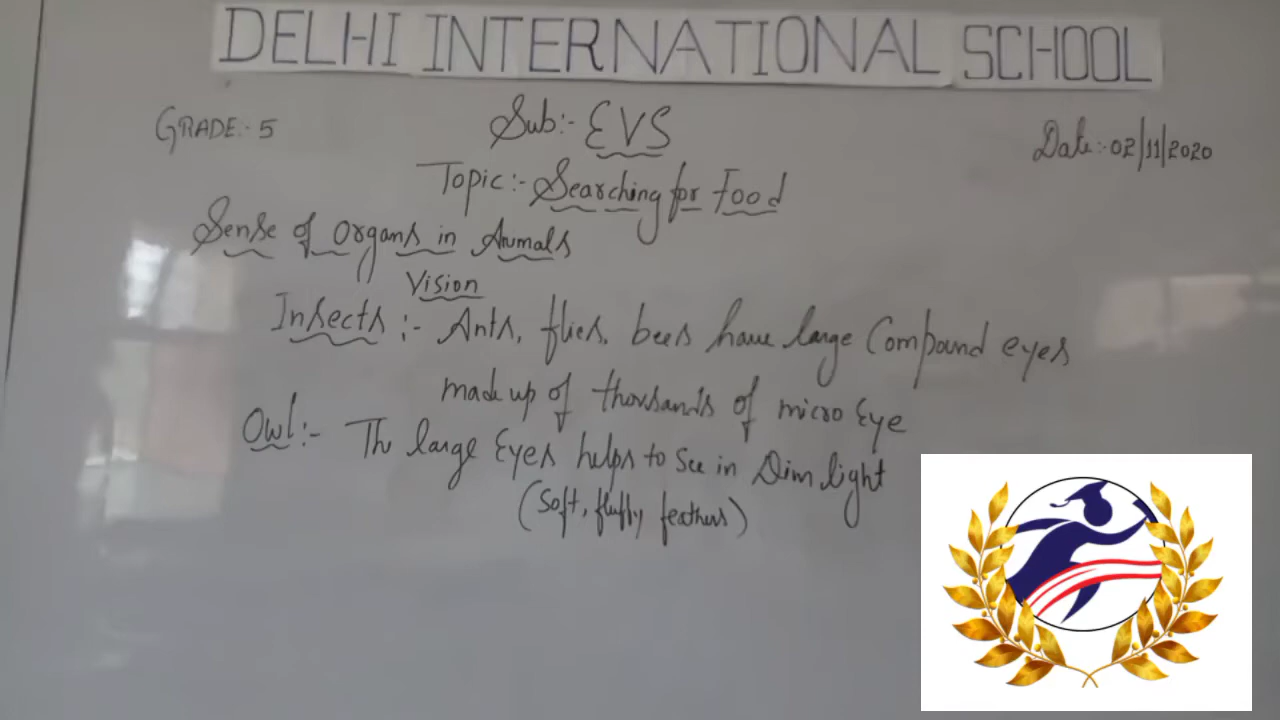 DELHI INTERNATIONAL SCHOOL
GRADE:- 5
Sub:- EVS
Date:- 02/11/2020
Topic:- Searching for Food
Sense of Organs in Animals
Vision
Insects :- Ants, flies, bees have large Compound eyes
made up of thousands of micro Eye
Owl:- The large Eyes helps to see in Dim light
(Soft, fluffy feathers)